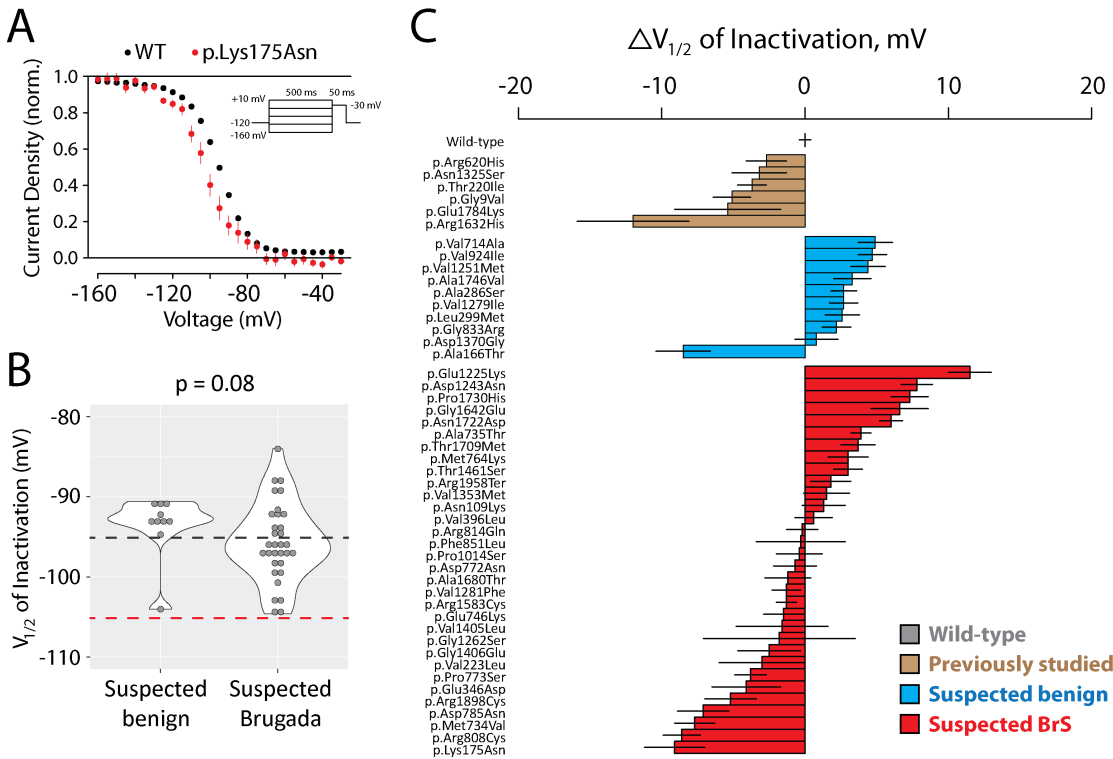 A
WT
p.Lys175Asn
Current Density (norm.)
1.0
0.8
0.6
0.4
0.2
0.0
500 ms
50 ms
+10 mV
-30 mV
-120
-160 mV
-160
-120
-80
-40
Voltage (mV)
B
p = 0.08
V1/2 of Inactivation (mV)
-80
-90
-100
-110
Suspected
benign
Suspected
Brugada
C
△V1/2 of Inactivation, mV
-20
-10
0
10
20
Wild-type
p.Arg620His
p.Asn1325Ser
p.Thr220Ile
p.Gly9Val
p.Glu1784Lys
p.Arg1632His
p.Val714Ala
p.Val924Ile
p.Val1251Met
p.Ala1746Val
p.Ala286Ser
p.Val1279Ile
p.Leu299Met
p.Gly833Arg
p.Asp1370Gly
p.Ala166Thr
p.Glu1225Lys
p.Asp1243Asn
p.Pro1730His
p.Gly1642Glu
p.Asn1722Asp
p.Ala735Thr
p.Thr1709Met
p.Met764Lys
p.Thr1461Ser
p.Arg1958Ter
p.Val1353Met
p.Asn109Lys
p.Val396Leu
p.Arg814Gln
p.Phe851Leu
p.Pro1014Ser
p.Asp772Asn
p.Ala1680Thr
p.Val1281Phe
p.Arg1583Cys
p.Glu746Lys
p.Val1405Leu
p.Gly1262Ser
p.Gly1406Glu
p.Val223Leu
p.Pro773Ser
p.Glu346Asp
p.Arg1898Cys
p.Asp785Asn
p.Met734Val
p.Arg808Cys
p.Lys175Asn
Wild-type
Previously studied
Suspected benign
Suspected BrS